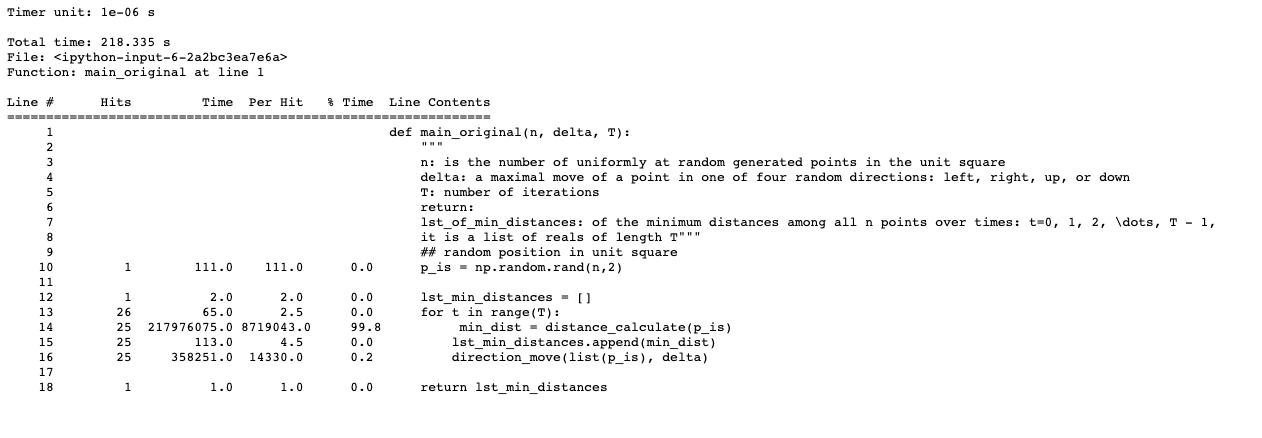 Timer unit: 1e-06 s
Total time: 218.335 s
File: <ipython-input-6-2a2bc3ea7e6a>
Function: main_original at line 1
Line #      Hits         Time  Per Hit   % Time  Line Contents
==============================================================
     1                                           def main_original(n, delta, T):
     2                                               """
     3                                               n: is the number of uniformly at random generated points in the unit square
     4                                               delta: a maximal move of a point in one of four random directions: left, right, up, or down
     5                                               T: number of iterations
     6                                               return:
     7                                               lst_of_min_distances: of the minimum distances among all n points over times: t=0, 1, 2, \dots, T - 1,
     8                                               it is a list of reals of length T"""
     9                                               ## random position in unit square
    10         1        111.0    111.0      0.0      p_is = np.random.rand(n,2)
    11
    12         1          2.0      2.0      0.0      lst_min_distances = []
    13        26         65.0      2.5      0.0      for t in range(T):
    14        25  217976075.0 8719043.0     99.8           min_dist = distance_calculate(p_is)
    15        25        113.0      4.5      0.0          lst_min_distances.append(min_dist)
    16        25     358251.0  14330.0      0.2          direction_move(list(p_is), delta)
    17
    18         1          1.0      1.0      0.0      return lst_min_distances